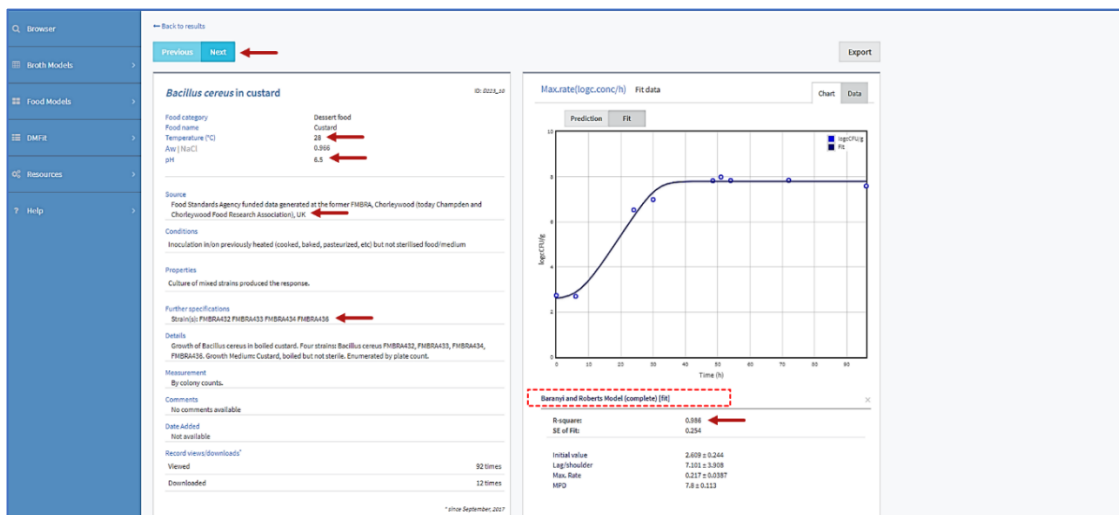 Browser
Broth Models
Food Models
DMFit
Resources
? Help
← Back to results
Previous Next
Export
Bacillus cereus in custard
ID: B223_10
Food category Dessert food
Food name Custard
Temperature (°C) 28
Aw | NaCl 0.966
pH 6.5
Source
Food Standards Agency funded data generated at the former FMBRA, Chorleywood (today Champden and
Chorleywood Food Research Association), UK
Conditions
Inoculation in/on previously heated (cooked, baked, pasteurized, etc) but not sterilised food/medium
Properties
Culture of mixed strains produced the response.
Further specifications
Strain(s): FMBRA432 FMBRA433 FMBRA434 FMBRA436
Details
Growth of Bacillus cereus in boiled custard. Four strains: Bacillus cereus FMBRA432, FMBRA433, FMBRA434,
FMBRA436. Growth Medium: Custard, boiled but not sterile. Enumerated by plate count.
Measurement
By colony counts.
Comments
No comments available
Date Added
Not available
Record views/downloads*
Viewed 92 times
Downloaded 12 times
* since September, 2017
Max.rate(logc.conc/h) Fit data
Chart Data
Prediction Fit
logcCFU/g
Fit
10
8
6
4
2
0
logcCFU/g
0 10 20 30 40 50 60 70 80 90
Time (h)
Baranyi and Roberts Model (complete) [fit] ×
R-square: 0.986
SE of Fit: 0.254
Initial value 2.609 ± 0.244
Lag/shoulder 7.101 ± 3.908
Max. Rate 0.217 ± 0.0387
MPD 7.8 ± 0.113